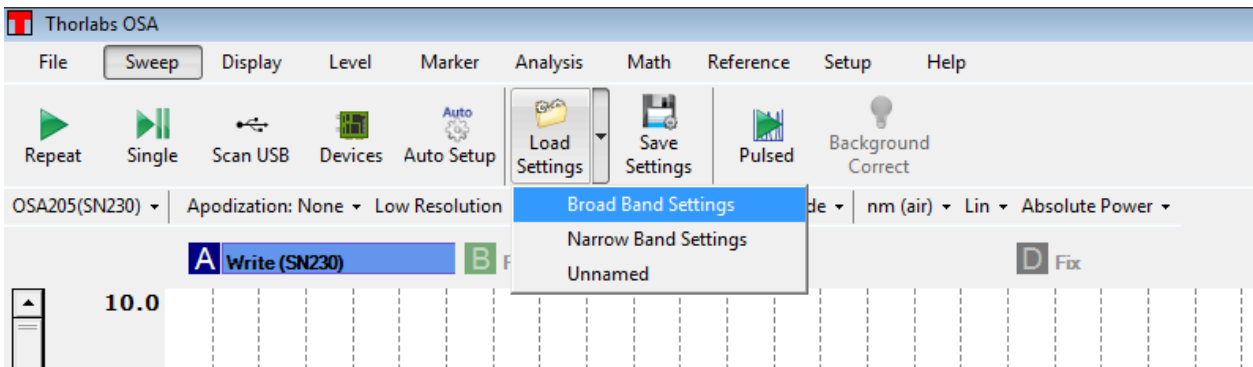 Thorlabs OSA
File Sweep Display Level Marker Analysis Math Reference Setup Help
Auto
Repeat Single Scan USB Devices Auto Setup Load Settings Save Settings Pulsed Background Correct
OSA205(SN230) Apodization: None Low Resolution nm (air) Lin Absolute Power
Broad Band Settings
Narrow Band Settings
Unnamed
A Write (SN230) B D Fix
10.0